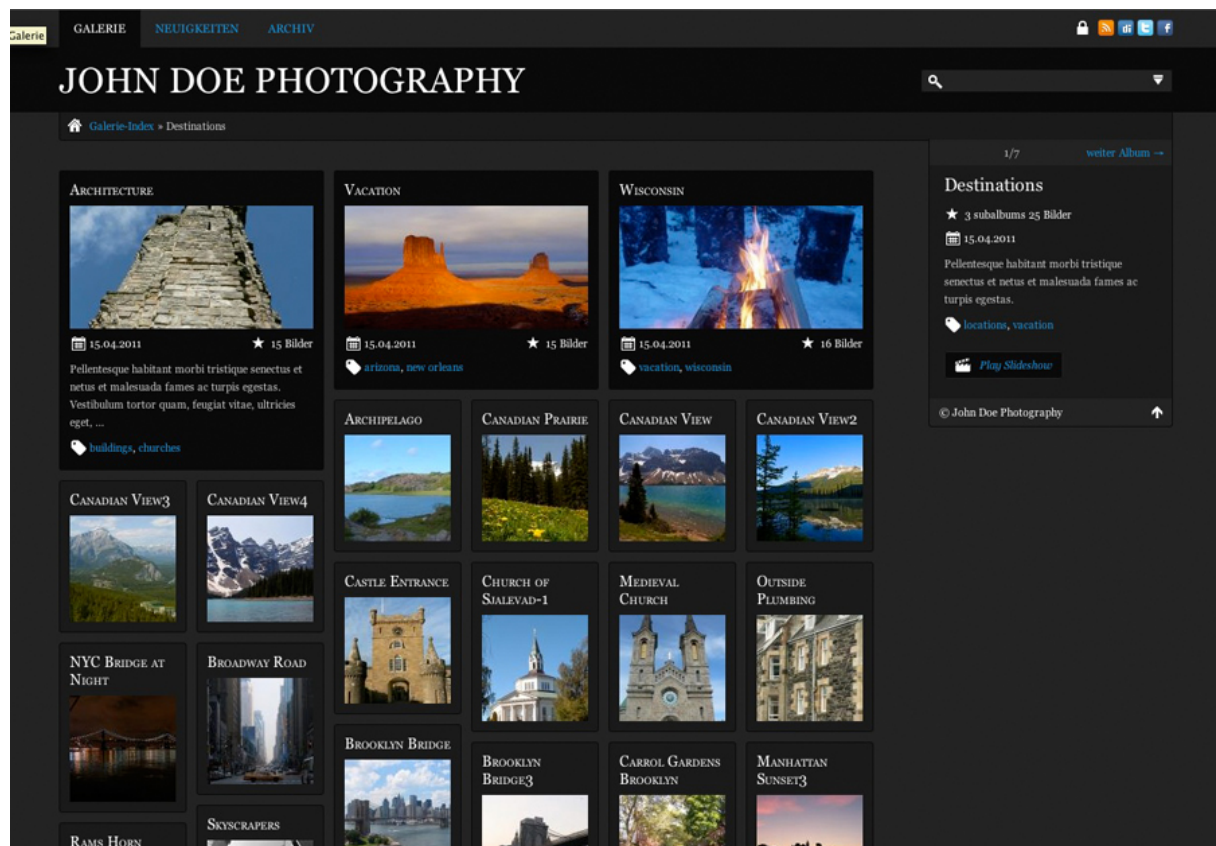 Galerie
GALERIE NEUIGKEITEN ARCHIV
JOHN DOE PHOTOGRAPHY
Galerie-Index » Destinations
1/7 weiter Album →
Destinations
3 subalbums 25 Bilder
15.04.2011
Pellentesque habitant morbi tristique
senectus et netus et malesuada fames ac
turpis egestas.
locations, vacation
Play Slideshow
© John Doe Photography
ARCHITECTURE
15.04.2011 15 Bilder
Pellentesque habitant morbi tristique senectus et
netus et malesuada fames ac turpis egestas.
Vestibulum tortor quam, feugiat vitae, ultricies
eget, ...
buildings, churches
VACATION
15.04.2011 15 Bilder
arizona, new orleans
WISCONSIN
15.04.2011 16 Bilder
vacation, wisconsin
ARCHIPELAGO
CANADIAN PRAIRIE
CANADIAN VIEW
CANADIAN VIEW2
CANADIAN VIEW3
CANADIAN VIEW4
CASTLE ENTRANCE
CHURCH OF
SJALEVAD-1
MEDIEVAL
CHURCH
OUTSIDE
PLUMBING
NYC BRIDGE AT
NIGHT
BROADWAY ROAD
BROOKLYN BRIDGE
BROOKLYN
BRIDGE3
CARROL GARDENS
BROOKLYN
MANHATTAN
SUNSET3
RAMS HORN
SKYSCRAPERS